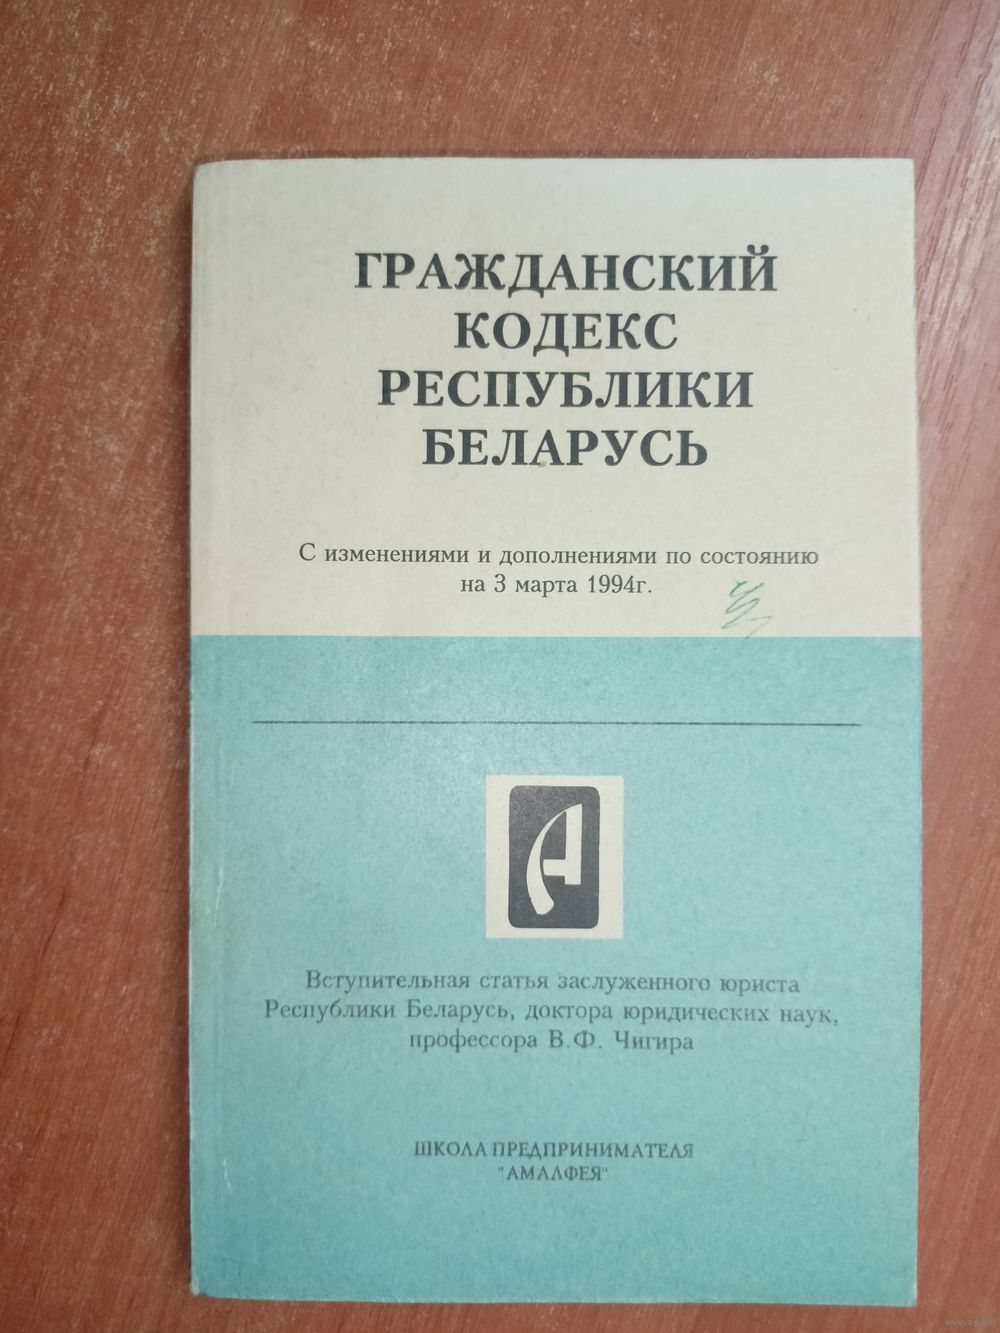 ГРАЖДАНСКИЙ
КОДЕКС
РЕСПУБЛИКИ
БЕЛАРУСЬ
С изменениями и дополнениями по состоянию
на 3 марта 1994г.
А
Вступительная статья заслуженного юриста
Республики Беларусь, доктора юридических наук,
профессора В.Ф. Чигира
ШКОЛА ПРЕДПРИНИМАТЕЛЯ
"АМАЛФЕЯ"